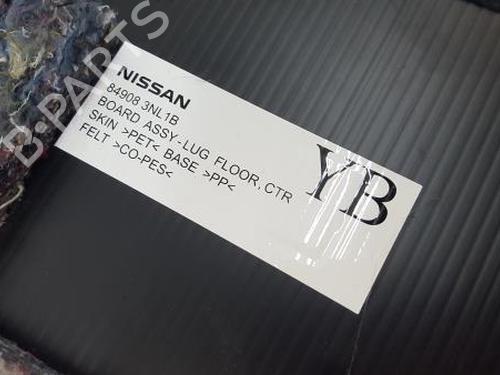 NISSAN
84908 3NL1B
BOARD ASSY-LUG FLOOR, CTR
SKIN >PET< BASE >PP<
FELT >CO-PES<
YB
B-PARTS